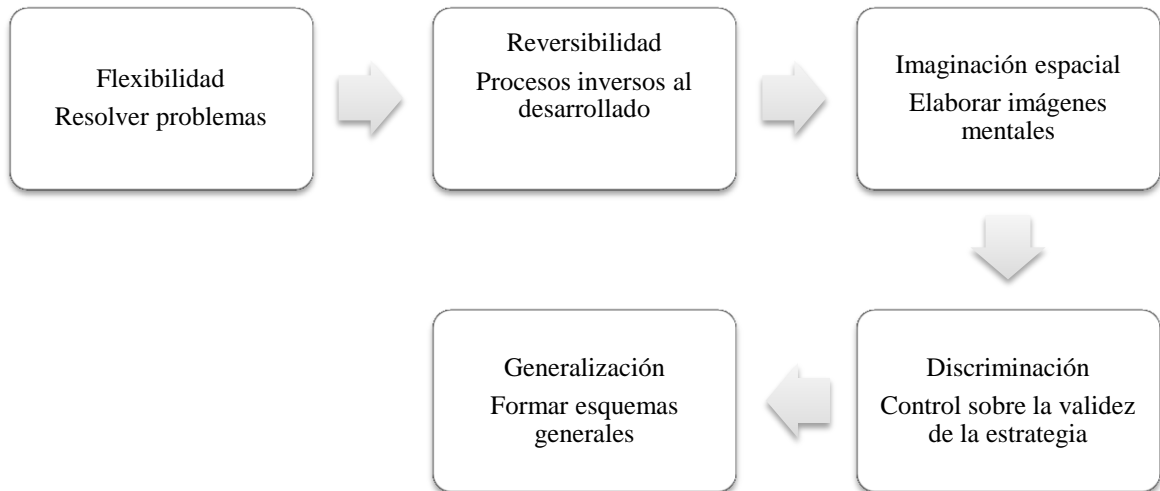 Flexibilidad
Resolver problemas
Reversibilidad
Procesos inversos al
desarrollado
Imaginación espacial
Elaborar imágenes
mentales
Discriminación
Control sobre la validez
de la estrategia
Generalización
Formar esquemas
generales